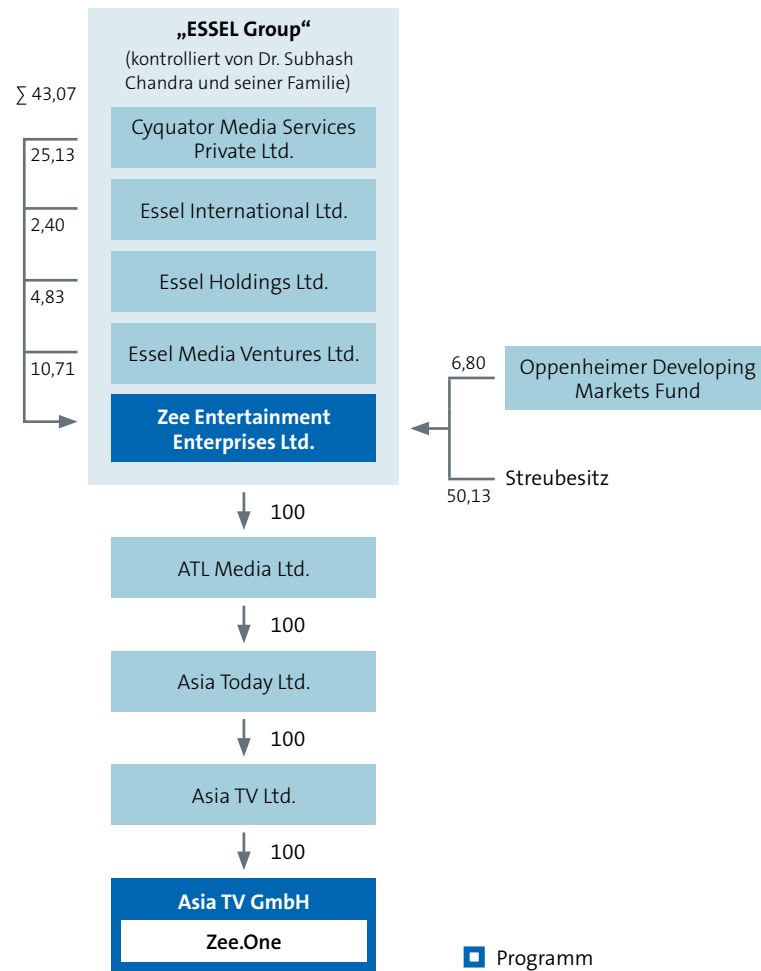 „ESSEL Group“
(kontrolliert von Dr. Subhash
Chandra und seiner Familie)
∑ 43,07
Cyquator Media Services
Private Ltd.
25,13
Essel International Ltd.
2,40
Essel Holdings Ltd.
4,83
Essel Media Ventures Ltd.
10,71
Zee Entertainment
Enterprises Ltd.
6,80
Oppenheimer Developing
Markets Fund
Streubesitz
50,13
100
ATL Media Ltd.
100
Asia Today Ltd.
100
Asia TV Ltd.
100
Asia TV GmbH
Zee.One
Programm